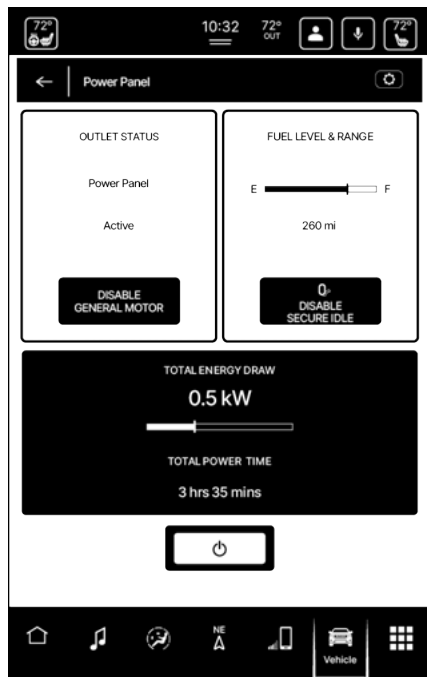 72°
10:32
72°
OUT
72°
Power Panel
OUTLET STATUS
Power Panel
Active
DISABLE
GENERAL MOTOR
FUEL LEVEL & RANGE
E F
260 mi
DISABLE
SECURE IDLE
TOTAL ENERGY DRAW
0.5 kW
TOTAL POWER TIME
3 hrs 35 mins
NE
Vehicle